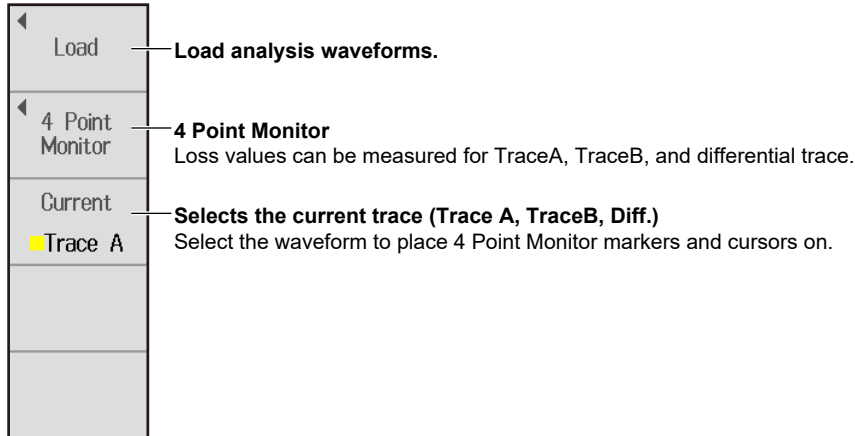 Load
Load analysis waveforms.
4 Point
Monitor
4 Point Monitor
Loss values can be measured for TraceA, TraceB, and differential trace.
Current
Trace A
Selects the current trace (Trace A, TraceB, Diff.)
Select the waveform to place 4 Point Monitor markers and cursors on.